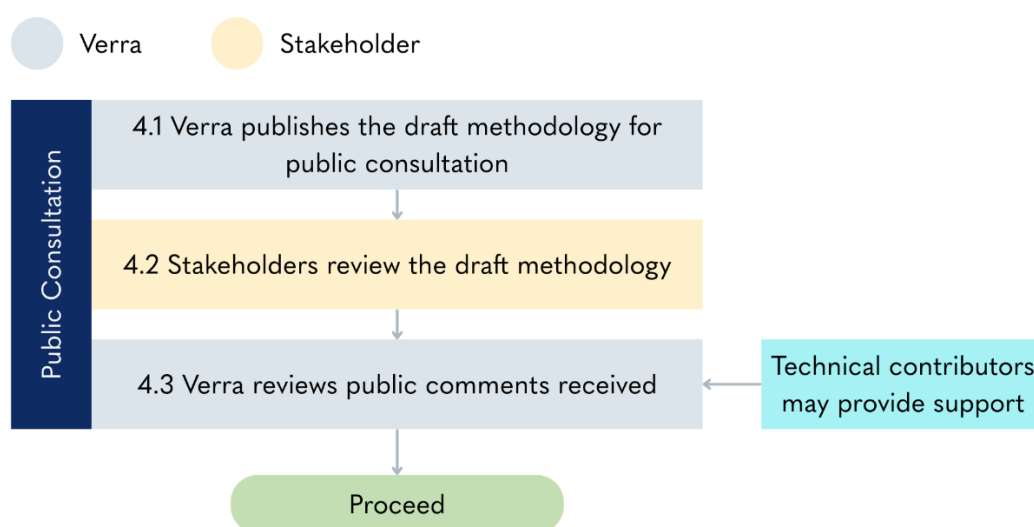 Verra
Stakeholder
Public Consultation
4.1 Verra publishes the draft methodology for
public consultation
4.2 Stakeholders review the draft methodology
4.3 Verra reviews public comments received
Technical contributors
may provide support
Proceed